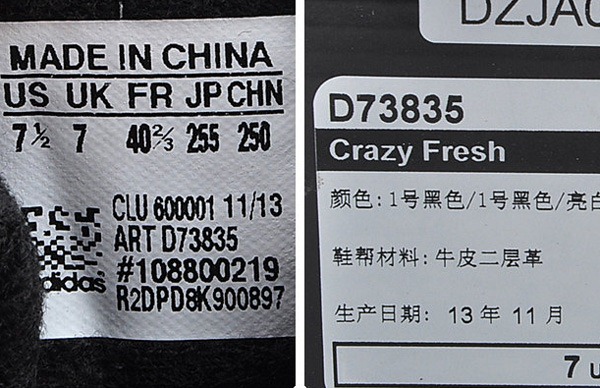 MADE IN CHINA
US UK FR JP CHN
7½ 7 40⅔ 255 250
CLU 600001 11/13
ART D73835
#108800219
R2DPD8K900897
adidas
DZJAC
D73835
Crazy Fresh
颜色: 1号黑色/1号黑色/亮白
鞋帮材料: 牛皮二层革
生产日期: 13 年 11 月
7 u